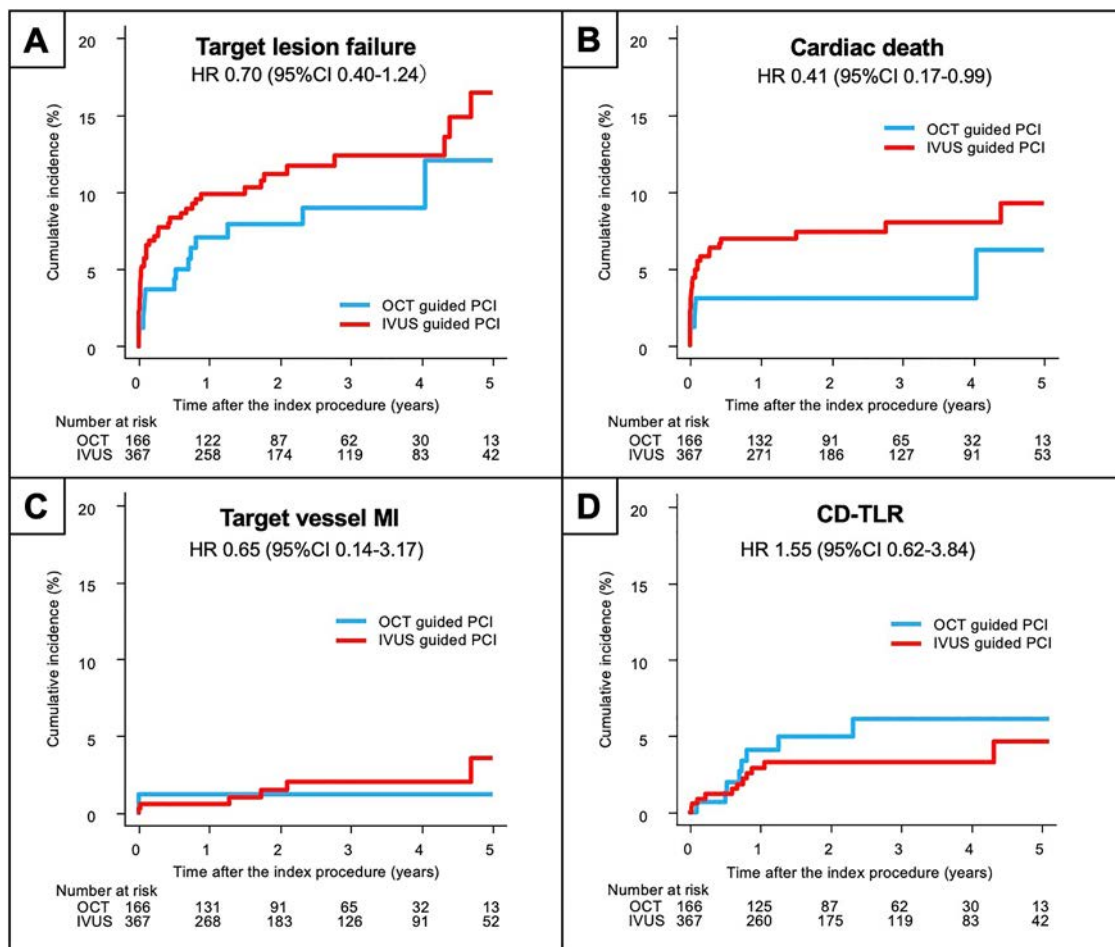 A
Target lesion failure
HR 0.70 (95%CI 0.40-1.24)
20
15
10
5
0
Cumulative incidence (%)
OCT guided PCI
IVUS guided PCI
0 1 2 3 4 5
Time after the index procedure (years)
Number at risk
OCT 166 122 87 62 30 13
IVUS 367 258 174 119 83 42
B
Cardiac death
HR 0.41 (95%CI 0.17-0.99)
20
15
10
5
0
Cumulative incidence (%)
OCT guided PCI
IVUS guided PCI
0 1 2 3 4 5
Time after the index procedure (years)
Number at risk
OCT 166 132 91 65 32 13
IVUS 367 271 186 127 91 53
C
Target vessel MI
HR 0.65 (95%CI 0.14-3.17)
20
15
10
5
0
Cumulative incidence (%)
OCT guided PCI
IVUS guided PCI
0 1 2 3 4 5
Time after the index procedure (years)
Number at risk
OCT 166 131 91 65 32 13
IVUS 367 268 183 126 91 52
D
CD-TLR
HR 1.55 (95%CI 0.62-3.84)
20
15
10
5
0
Cumulative incidence (%)
OCT guided PCI
IVUS guided PCI
0 1 2 3 4 5
Time after the index procedure (years)
Number at risk
OCT 166 125 87 62 30 13
IVUS 367 260 175 119 83 42